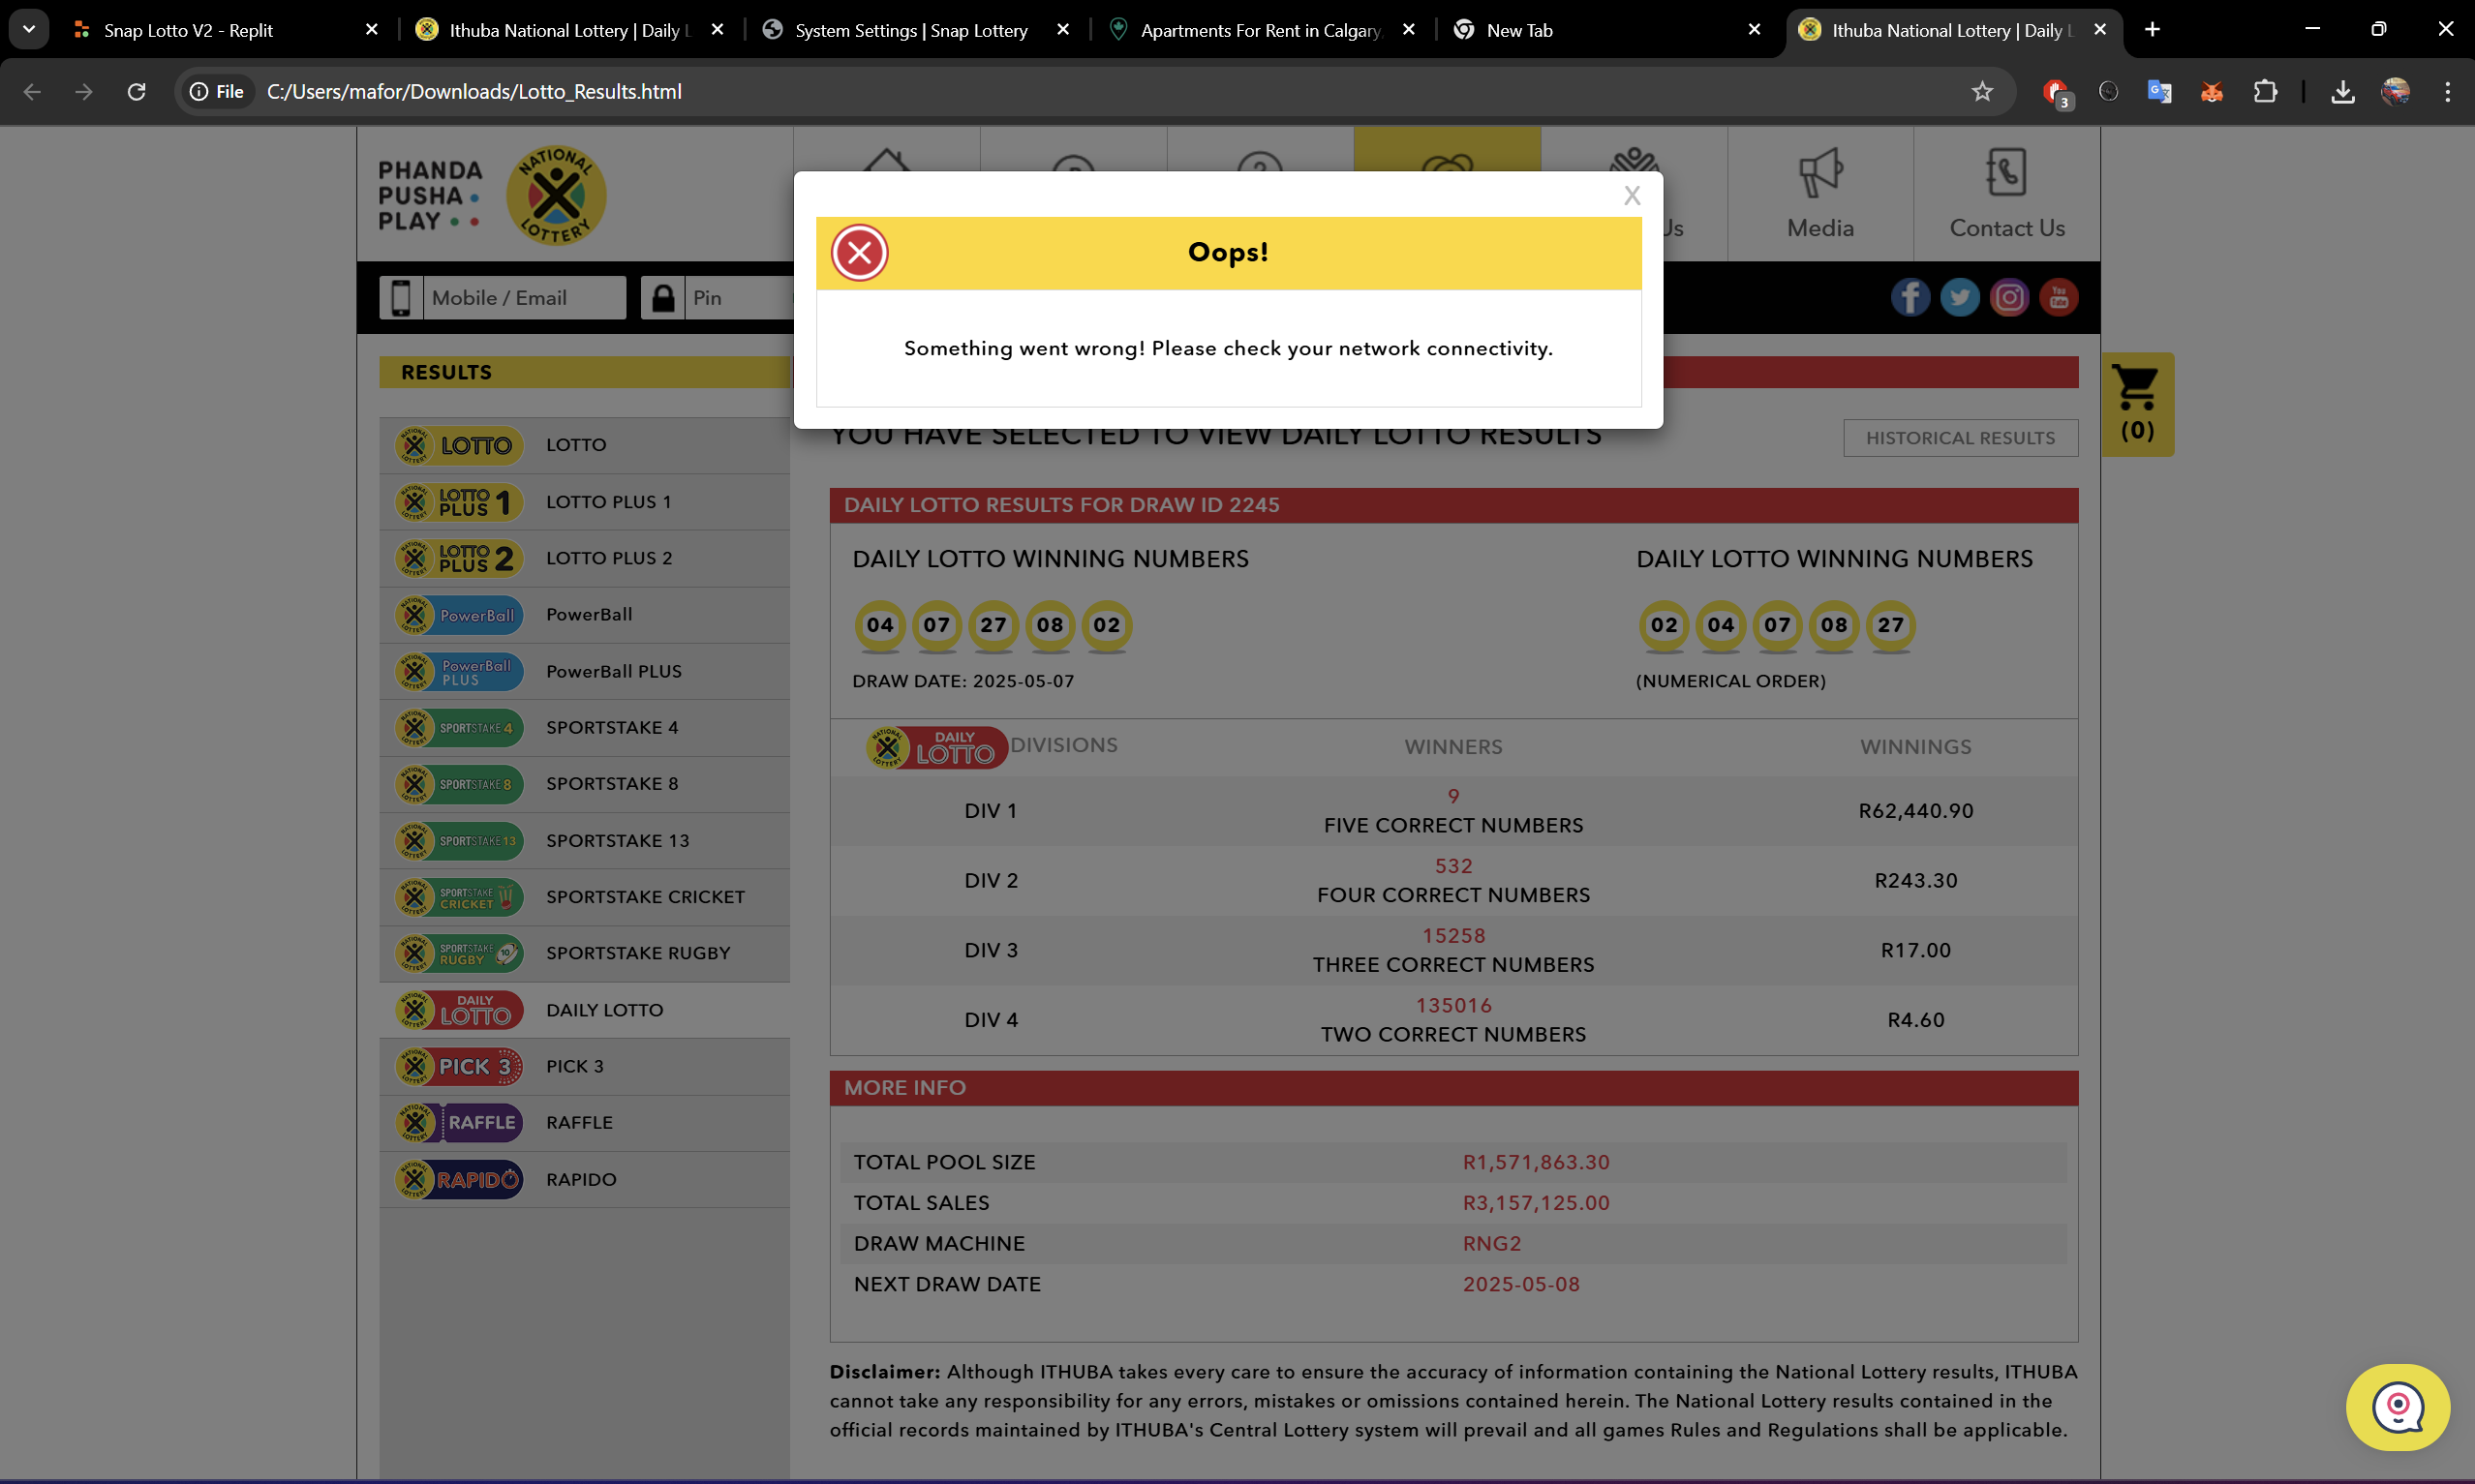 Snap Lotto V2 - Replit
Ithuba National Lottery | Daily L
System Settings | Snap Lottery
Apartments For Rent in Calgary,
New Tab
Ithuba National Lottery | Daily L
File
C:/Users/mafor/Downloads/Lotto_Results.html
3
PHANDA
PUSHA
PLAY
NATIONAL
LOTTERY
Us
Media
Contact Us
X
Oops!
Something went wrong! Please check your network connectivity.
Mobile / Email
Pin
You
Tube
RESULTS
(0)
YOU HAVE SELECTED TO VIEW DAILY LOTTO RESULTS
HISTORICAL RESULTS
LOTTO LOTTO
LOTTO PLUS 1 LOTTO PLUS 1
LOTTO PLUS 2 LOTTO PLUS 2
PowerBall PowerBall
PowerBall PLUS PowerBall PLUS
SPORTSTAKE 4 SPORTSTAKE 4
SPORTSTAKE 8 SPORTSTAKE 8
SPORTSTAKE 13 SPORTSTAKE 13
SPORTSTAKE CRICKET SPORTSTAKE CRICKET
SPORTSTAKE RUGBY 10 SPORTSTAKE RUGBY
DAILY LOTTO DAILY LOTTO
PICK 3 PICK 3
RAFFLE RAFFLE
RAPIDO RAPIDO
DAILY LOTTO RESULTS FOR DRAW ID 2245
DAILY LOTTO WINNING NUMBERS
04 07 27 08 02
DRAW DATE: 2025-05-07
DAILY LOTTO WINNING NUMBERS
02 04 07 08 27
(NUMERICAL ORDER)
NATIONAL LOTTERY DAILY LOTTO DIVISIONS WINNERS WINNINGS
DIV 1 9 FIVE CORRECT NUMBERS R62,440.90
DIV 2 532 FOUR CORRECT NUMBERS R243.30
DIV 3 15258 THREE CORRECT NUMBERS R17.00
DIV 4 135016 TWO CORRECT NUMBERS R4.60
MORE INFO
TOTAL POOL SIZE R1,571,863.30
TOTAL SALES R3,157,125.00
DRAW MACHINE RNG2
NEXT DRAW DATE 2025-05-08
Disclaimer: Although ITHUBA takes every care to ensure the accuracy of information containing the National Lottery results, ITHUBA
cannot take any responsibility for any errors, mistakes or omissions contained herein. The National Lottery results contained in the
official records maintained by ITHUBA's Central Lottery system will prevail and all games Rules and Regulations shall be applicable.